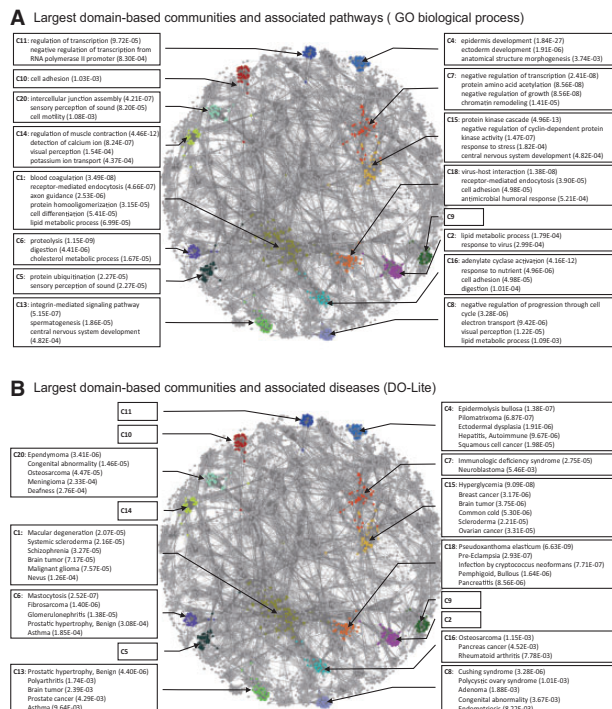 A Largest domain-based communities and associated pathways ( GO biological process)
C11: regulation of transcription (9.72E-05)
negative regulation of transcription from
RNA polymerase II promoter
(8.30E-04)
C10: cell adhesion (1.03E-03)
C20: intercellular junction assembly (4.21E-07)
sensory perception of sound (8.20E-05)
cell motility (1.08E-03)
C14: regulation of muscle contraction (4.46E-12)
detection of calcium ion (8.24E-07)
visual perception (1.54E-04)
potassium ion transport (4.37E-04)
C1: blood coagulation (3.49E-08)
receptor-mediated endocytosis (4.66E-07)
axon guidance (2.53E-06)
protein homooligomerization (3.15E-05)
cell differentiation (5.41E-05)
lipid metabolic process (6.99E-05)
C6: proteolysis (1.15E-09)
digestion (4.41E-06)
cholesterol metabolic process (1.67E-05)
C5: protein ubiquitination (2.27E-05)
sensory perception of sound (2.27E-05)
C13: integrin-mediated signaling pathway
(5.15E-07)
spermatogenesis (1.86E-05)
central nervous system development
(4.82E-04)
C4: epidermis development (1.84E-27)
ectoderm development (1.91E-06)
anatomical structure morphogenesis (3.74E-03)
C7: negative regulation of transcription (2.41E-08)
protein amino acid acetylation (8.56E-08)
negative regulation of growth (8.56E-08)
chromatin remodeling (1.41E-05)
C15: protein kinase cascade (4.96E-13)
negative regulation of cyclin-dependent protein
kinase activity (1.47E-07)
response to stress (1.82E-04)
central nervous system development (4.82E-04)
C18: virus-host interaction (1.38E-08)
receptor-mediated endocytosis (3.90E-05)
cell adhesion (4.98E-05)
antimicrobial humoral response (5.21E-04)
C9
C2: lipid metabolic process (1.79E-04)
response to virus (2.99E-04)
C16: adenylate cyclase activation (4.16E-12)
response to nutrient (4.96E-06)
cell adhesion (4.98E-05)
digestion (1.01E-04)
C8: negative regulation of progression through cell
cycle (3.28E-06)
electron transport (9.42E-06)
visual perception (1.22E-05)
lipid metabolic process (1.09E-03)
B Largest domain-based communities and associated diseases (DO-Lite)
C11
C10
C20: Ependymoma (3.41E-06)
Congenital abnormality (1.46E-05)
Osteosarcoma (4.47E-05)
Meningioma (2.33E-04)
Deafness (2.76E-04)
C14
C1: Macular degeneration (2.07E-05)
Systemic scleroderma (2.16E-05)
Schizophrenia (3.27E-05)
Brain tumor (7.17E-05)
Malignant glioma (7.57E-05)
Nevus (1.26E-04)
C6: Mastocytosis (2.52E-07)
Fibrosarcoma (1.40E-06)
Glomerulonephritis (1.38E-05)
Prostatic hypertrophy, Benign (3.08E-04)
Asthma (1.85E-04)
C5
C13: Prostatic hypertrophy, Benign (4.40E-06)
Polyarthritis (1.74E-03)
Brain tumor (2.39E-03
Prostate cancer (4.29E-03)
Asthma (9.64E-03)
C4: Epidermolysis bullosa (1.38E-07)
Pilomatrixoma (6.87E-07)
Ectodermal dysplasia (1.91E-06)
Hepatitis, Autoimmune (9.67E-06)
Squamous cell cancer (1.98E-05)
C7: Immunologic deficiency syndrome (2.75E-05)
Neuroblastoma (5.46E-03)
C15: Hyperglycemia (9.09E-08)
Breast cancer (3.17E-06)
Brain tumor (3.75E-06)
Common cold (5.30E-06)
Scleroderma (2.21E-05)
Ovarian cancer (3.31E-05)
C18: Pseudoxanthoma elasticum (6.63E-09)
Pre-Eclampsia (2.93E-07)
Infection by cryptococcus neoformans (7.71E-07)
Pemphigoid, Bullous (1.64E-06)
Pancreatitis (8.56E-06)
C9
C2
C16: Osteosarcoma (1.15E-03)
Pancreas cancer (4.52E-03)
Rheumatoid arthritis (7.78E-03)
C8: Cushing syndrome (3.28E-06)
Polycystic ovary syndrome (1.01E-03)
Adenoma (1.88E-03)
Congenital abnormality (3.67E-03)
Endometriosis (8.22E-03)